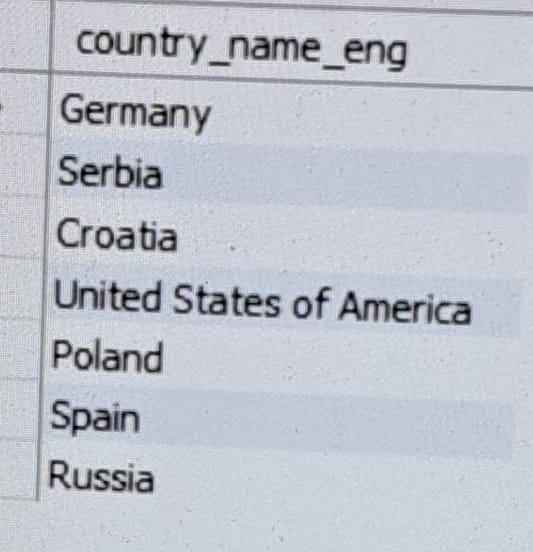 country_name_eng
Germany
Serbia
Croatia
United States of America
Poland
Spain
Russia